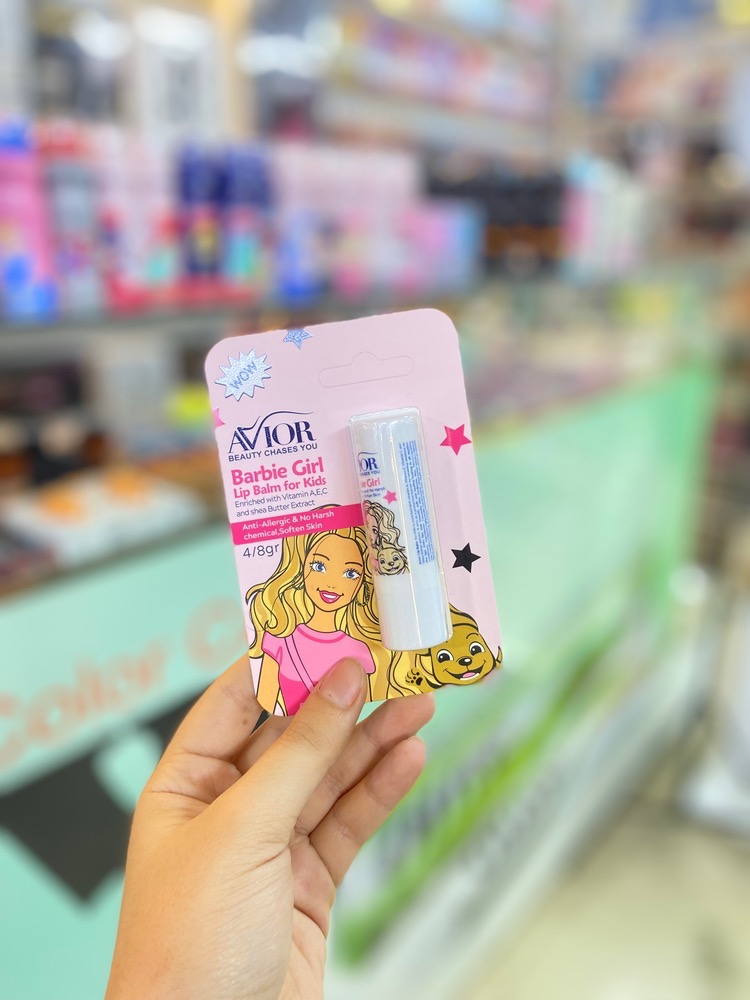 WOW
AVIOR
BEAUTY CHASES YOU
Barbie Girl
Lip Balm for Kids
Enriched with Vitamin A,E,C
and shea Butter Extract
Anti-Allergic & No Harsh
chemical,Soften Skin
4/8gr
Color